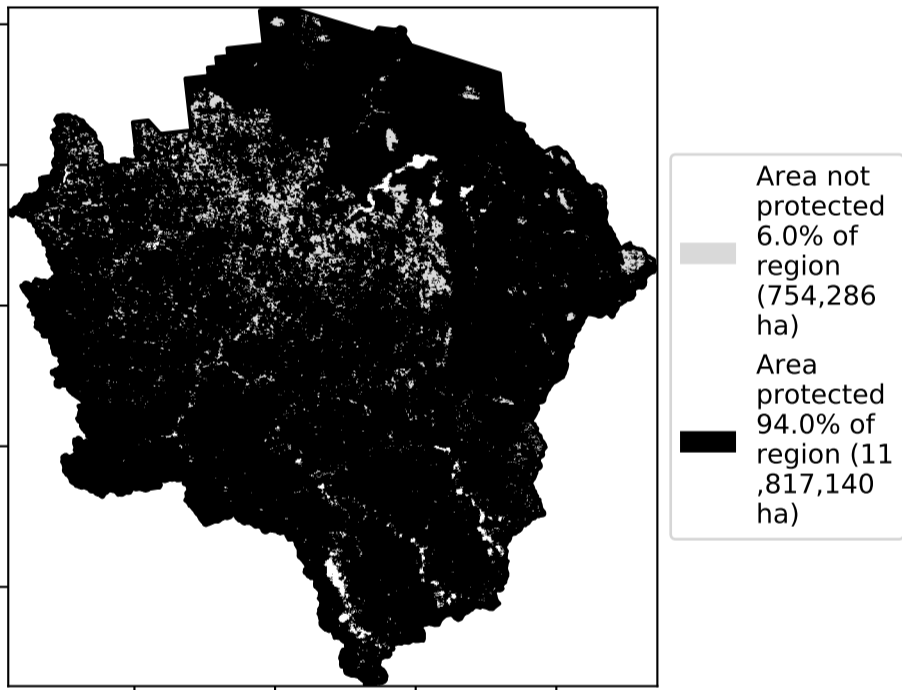 Area not
protected
6.0% of
region
(754,286
ha)
Area
protected
94.0% of
region (11
,817,140
ha)